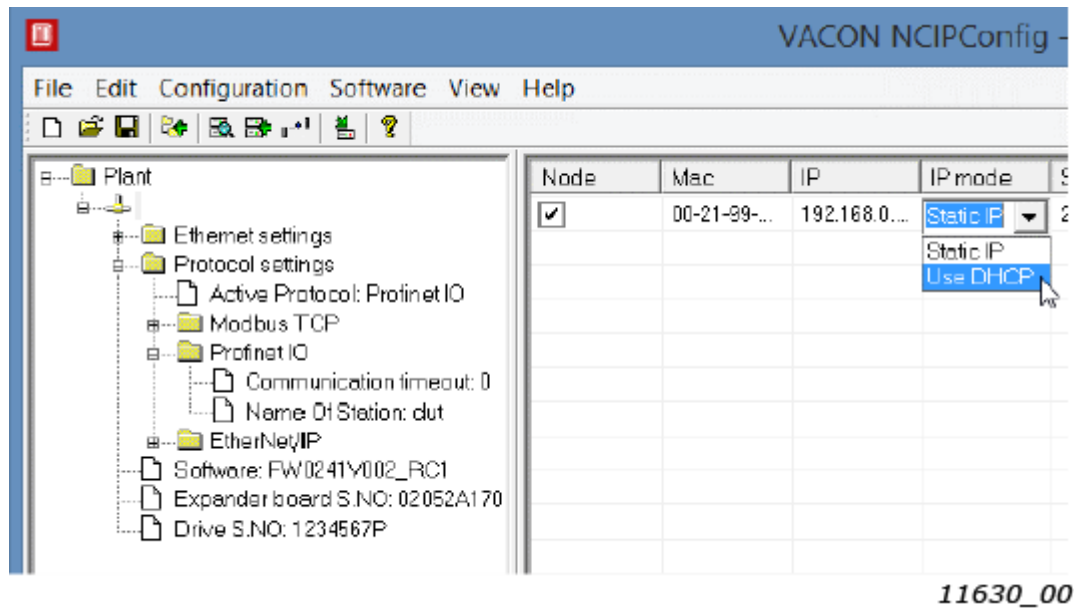 VACON NCIPConfig -
File Edit Configuration Software View Help
Plant
Ethernet settings
Protocol settings
Active Protocol: Profinet IO
Modbus TCP
Profinet IO
Communication timeout: 0
Name Of Station: dut
EtherNet/IP
Software: FW0241V002_RC1
Expander board S.NO: 02052A170
Drive S.NO: 1234567P
Node Mac IP IP mode S
00-21-99-... 192.168.0.... Static IP 2
Static IP
Use DHCP
11630_00